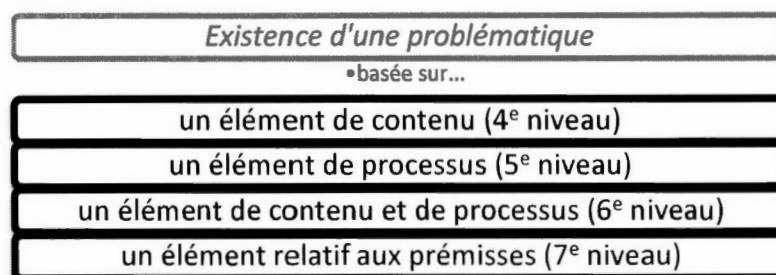 Existence d'une problématique
•basée sur...
un élément de contenu (4e niveau)
un élément de processus (5e niveau)
un élément de contenu et de processus (6e niveau)
un élément relatif aux prémisses (7e niveau)